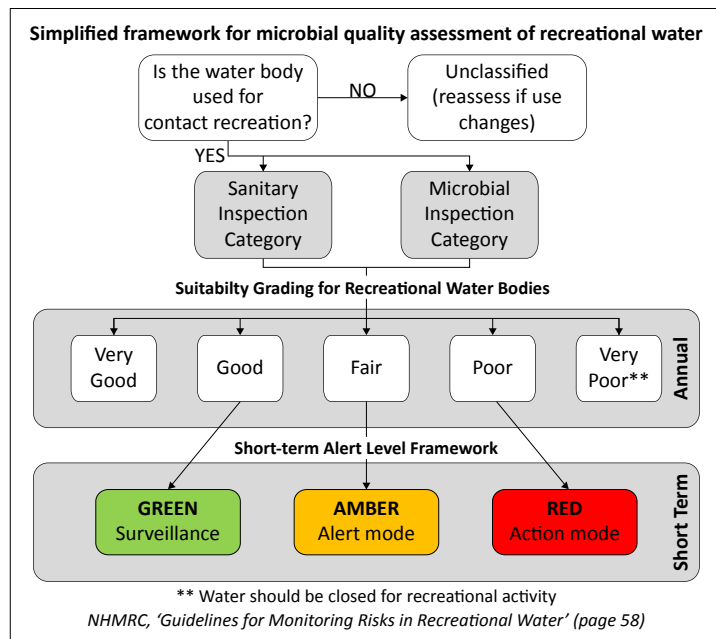 Simplified framework for microbial quality assessment of recreational water
Is the water body
used for
contact recreation?
NO
Unclassified
(reassess if use
changes)
YES
Sanitary
Inspection
Category
Microbial
Inspection
Category
Suitabilty Grading for Recreational Water Bodies
Very
Good
Good
Fair
Poor
Very
Poor**
Annual
Short-term Alert Level Framework
GREEN
Surveillance
AMBER
Alert mode
RED
Action mode
Short Term
** Water should be closed for recreational activity
NHMRC, ‘Guidelines for Monitoring Risks in Recreational Water’ (page 58)